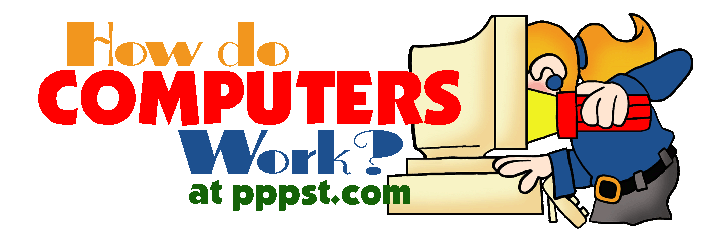 How do
COMPUTERS
Work?
at pppst.com